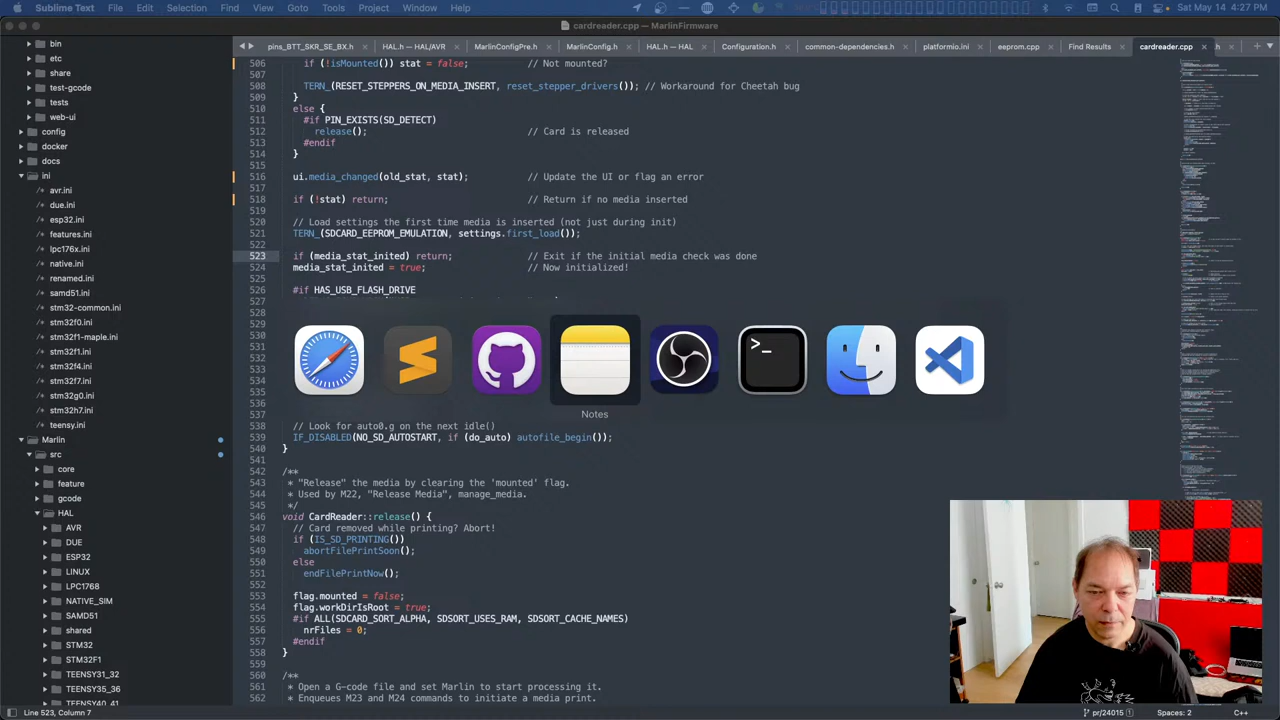 Sublime Text File Edit Selection Find View Goto Tools Project Window Help Sat May 14 4:27 PM
cardreader.cpp — MarlinFirmware
pins_BTT_SKR_SE_BX.h HAL.h — HAL/AVR MarlinConfigPre.h MarlinConfig.h HAL.h — HAL Configuration.h common-dependencies.h platformio.ini eeprom.cpp Find Results cardreader.cpp .h
bin
etc
share
test-gcode
tests
web-ui
config
docker
docs
ini
avr.ini
due.ini
esp32.ini
features.ini
lpc176x.ini
native.ini
renamed.ini
samd51.ini
stm32-common.ini
stm32f0.ini
stm32f1-maple.ini
stm32f1.ini
stm32f4.ini
stm32f7.ini
stm32g0.ini
stm32h7.ini
teensy.ini
Marlin
src
core
feature
gcode
HAL
AVR
DUE
ESP32
LINUX
LPC1768
NATIVE_SIM
SAMD51
shared
STM32
STM32F1
TEENSY31_32
TEENSY35_36
TEENSY40_41
506 if (!isMounted()) stat = false; // Not mounted?
507
508 TERN_(RESET_STEPPERS_ON_MEDIA_INSERT, reset_stepper_drivers()); // Workaround for Cheetah bug
509 }
510 else {
511 #if PIN_EXISTS(SD_DETECT)
512 release(); // Card is released
513 #endif
514 }
515
516 ui.media_changed(old_stat, stat); // Update the UI or flag an error
517
518 if (!stat) return; // Return if no media inserted
519
520 // Load settings the first time media is inserted (not just during init)
521 TERN_(SDCARD_EEPROM_EMULATION, settings.first_load());
522
523 if (media_stat_inited) return; // Exit if the initial media check was done
524 media_stat_inited = true; // Now initialized!
525
526 #if HAS_USB_FLASH_DRIVE
527
528
529
530
531
532
533
534
535
536
Notes
537
538 // Look for auto0.g on the next idle()
539 IF_DISABLED(NO_SD_AUTOSTART, if (do_auto) autofile_begin());
540 }
541
542 /**
543 * "Release" the media by clearing the 'mounted' flag.
544 * Used by M22, "Release Media", manage_media.
545 */
546 void CardReader::release() {
547 // Card removed while printing? Abort!
548 if (IS_SD_PRINTING())
549 abortFilePrintSoon();
550 else
551 endFilePrintNow();
552
553 flag.mounted = false;
554 flag.workDirIsRoot = true;
555 #if ALL(SDCARD_SORT_ALPHA, SDSORT_USES_RAM, SDSORT_CACHE_NAMES)
556 nrFiles = 0;
557 #endif
558 }
559
560 /**
561 * Open a G-code file and set Marlin to start processing it.
562 * Enqueues M23 and M24 commands to initiate a media print.
Line 523, Column 7 pr/24015 1 Spaces: 2 C++